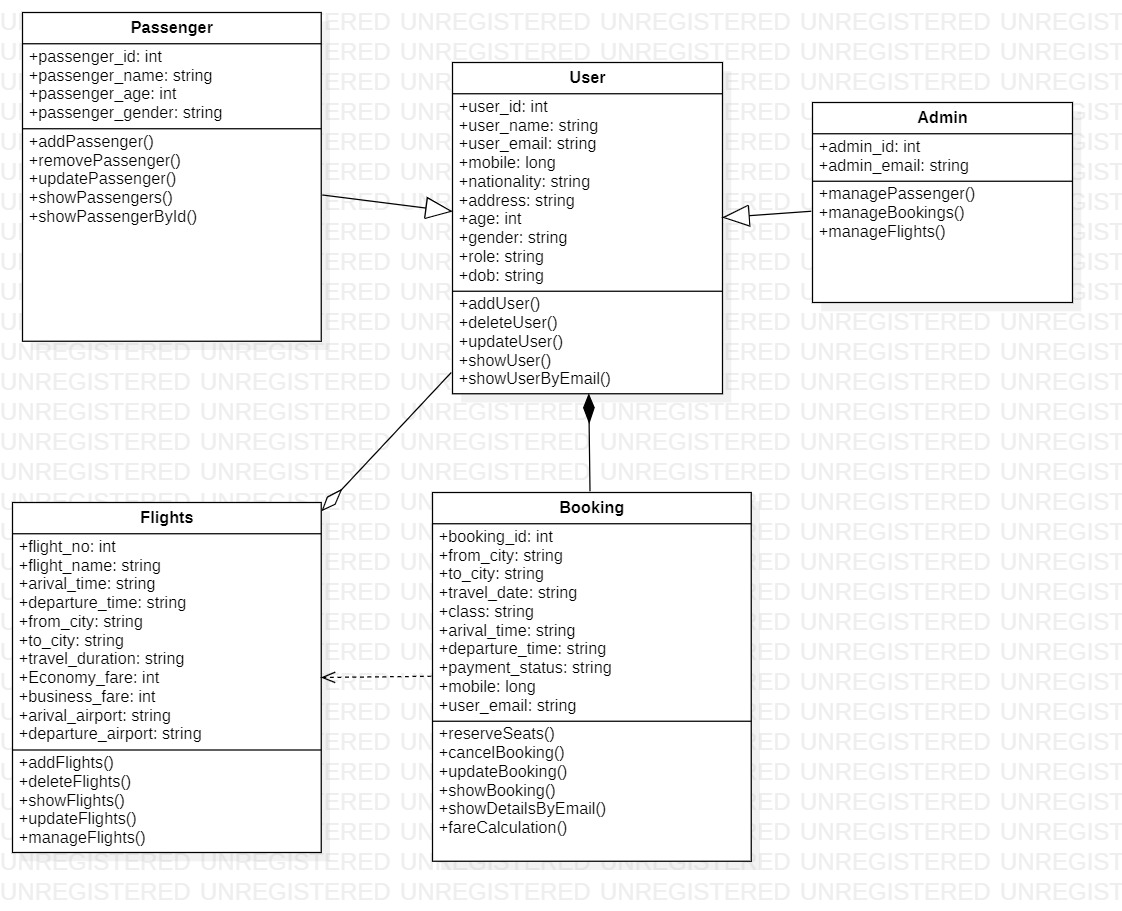 Passenger
+passenger_id: int
+passenger_name: string
+passenger_age: int
+passenger_gender: string
+addPassenger()
+removePassenger()
+updatePassenger()
+showPassengers()
+showPassengerById()
User
+user_id: int
+user_name: string
+user_email: string
+mobile: long
+nationality: string
+address: string
+age: int
+gender: string
+role: string
+dob: string
+addUser()
+deleteUser()
+updateUser()
+showUser()
+showUserByEmail()
Admin
+admin_id: int
+admin_email: string
+managePassenger()
+manageBookings()
+manageFlights()
Flights
+flight_no: int
+flight_name: string
+arival_time: string
+departure_time: string
+from_city: string
+to_city: string
+travel_duration: string
+Economy_fare: int
+business_fare: int
+arival_airport: string
+departure_airport: string
+addFlights()
+deleteFlights()
+showFlights()
+updateFlights()
+manageFlights()
Booking
+booking_id: int
+from_city: string
+to_city: string
+travel_date: string
+class: string
+arival_time: string
+departure_time: string
+payment_status: string
+mobile: long
+user_email: string
+reserveSeats()
+cancelBooking()
+updateBooking()
+showBooking()
+showDetailsByEmail()
+fareCalculation()
UNREGISTERED